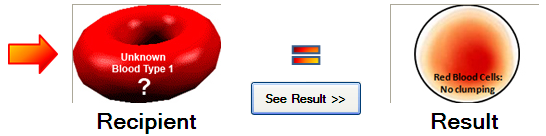 Unknown
Blood Type 1
?
Recipient
=
See Result >>
Red Blood Cells:
No clumping
Result